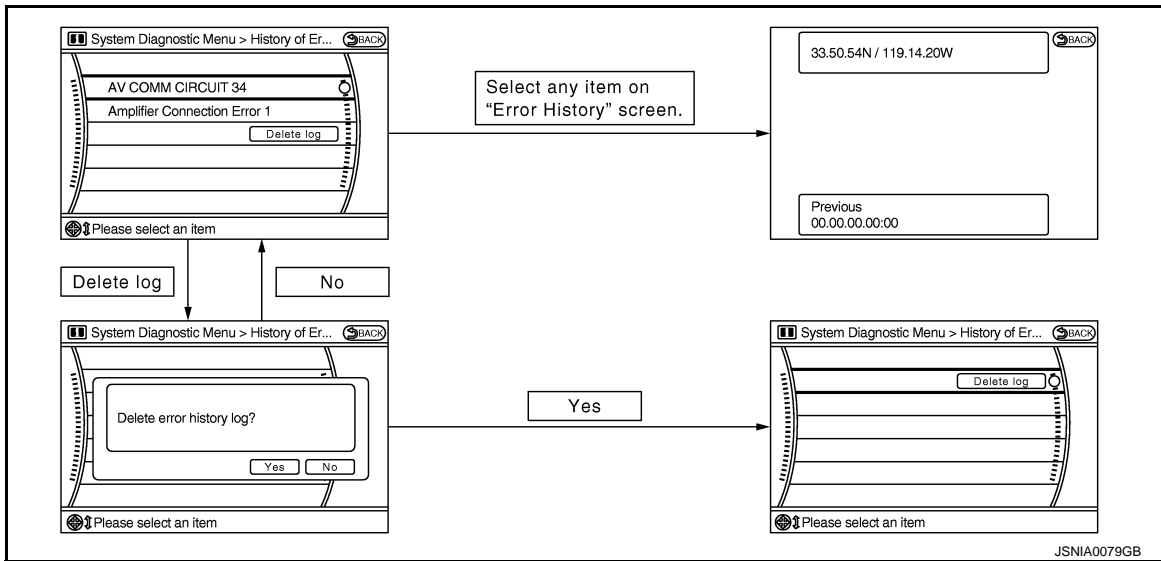 System Diagnostic Menu > History of Er...
BACK
AV COMM CIRCUIT 34
Amplifier Connection Error 1
Delete log
Please select an item
Select any item on
“Error History” screen.
33.50.54N / 119.14.20W
BACK
Previous
00.00.00.00:00
Delete log
No
System Diagnostic Menu > History of Er...
BACK
Delete error history log?
Yes No
Please select an item
Yes
System Diagnostic Menu > History of Er...
BACK
Delete log
Please select an item
JSNIA0079GB